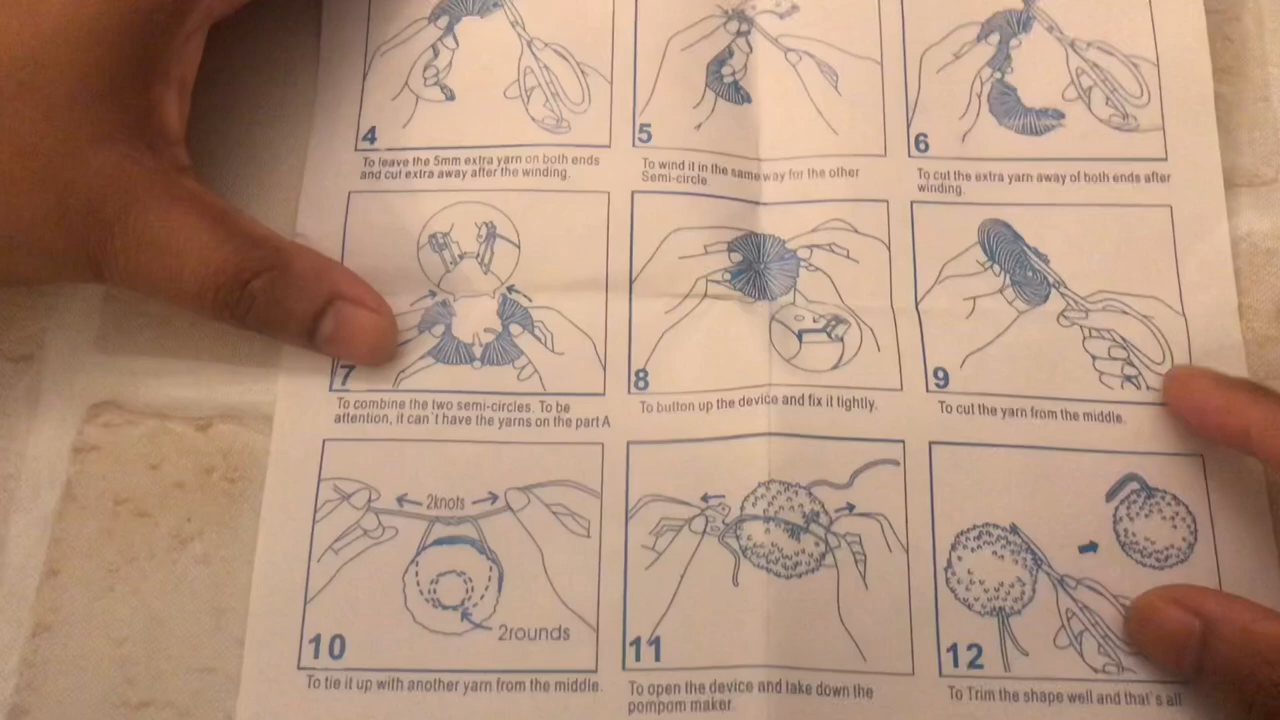 4
To leave the 5mm extra yarn on both ends
and cut extra away after the winding.
5
To wind it in the same way for the other
Semi-circle
6
To cut the extra yarn away of both ends after
winding.
7
To combine the two semi-circles. To be
attention, it can't have the yarns on the part A
8
To button up the device and fix it tightly.
9
To cut the yarn from the middle.
2knots
2rounds
10
To tie it up with another yarn from the middle.
11
To open the device and lake down the
pompom maker
12
To Trim the shape well and that's all